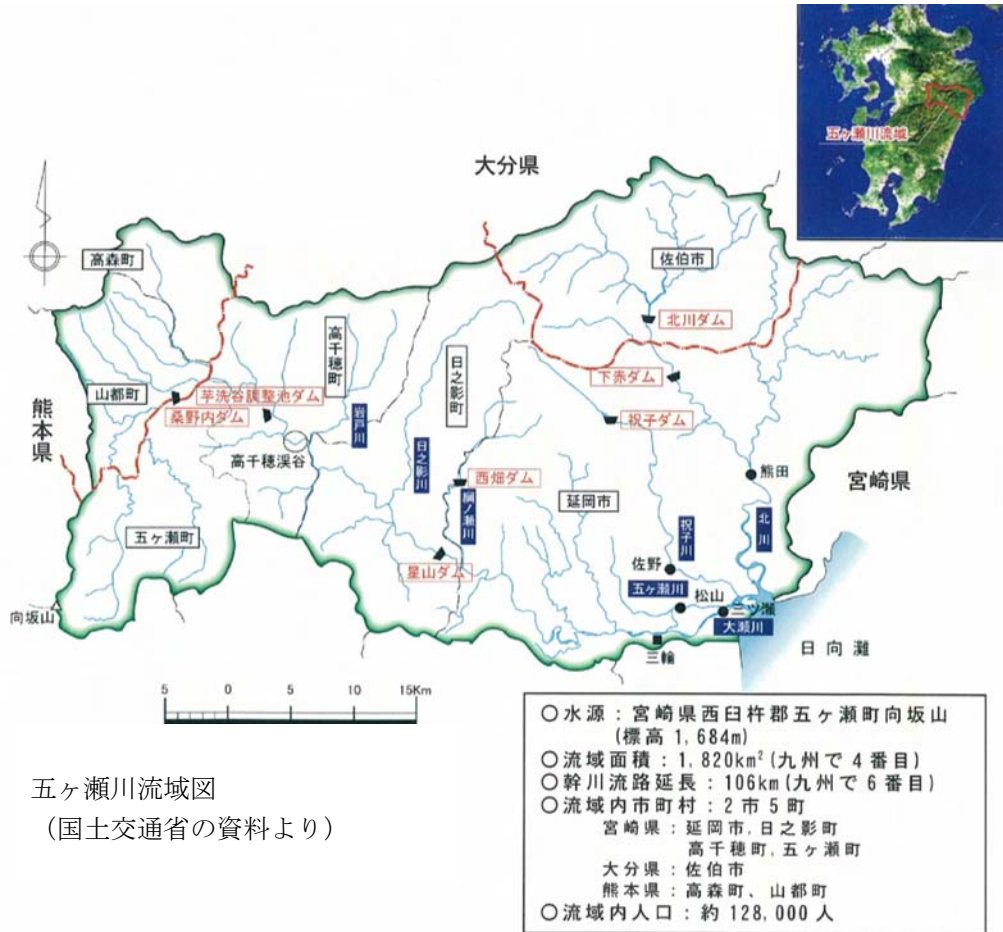 五ヶ瀬川流域
大分県
高森町
佐伯市
北川ダム
高千穂町
日之影町
下赤ダム
山都町
芋洗谷調整池ダム
桑野内ダム
祝子ダム
熊本県
岩戸川
高千穂渓谷
日之影川
西畑ダム
熊田
宮崎県
綱ノ瀬川
延岡市
北川
五ヶ瀬町
祝子川
星山ダム
佐野
五ヶ瀬川
松山
三ツ瀬
向坂山
大瀬川
三輪
日向灘
5 0 5 10 15Km
○水源：宮崎県西臼杵郡五ヶ瀬町向坂山
(標高 1,684m)
○流域面積：1,820km²(九州で4番目)
○幹川流路延長：106km(九州で6番目)
○流域内市町村：2市5町
宮崎県：延岡市,日之影町
高千穂町,五ヶ瀬町
大分県：佐伯市
熊本県：高森町、山都町
○流域内人口：約128,000人
五ヶ瀬川流域図
（国土交通省の資料より）